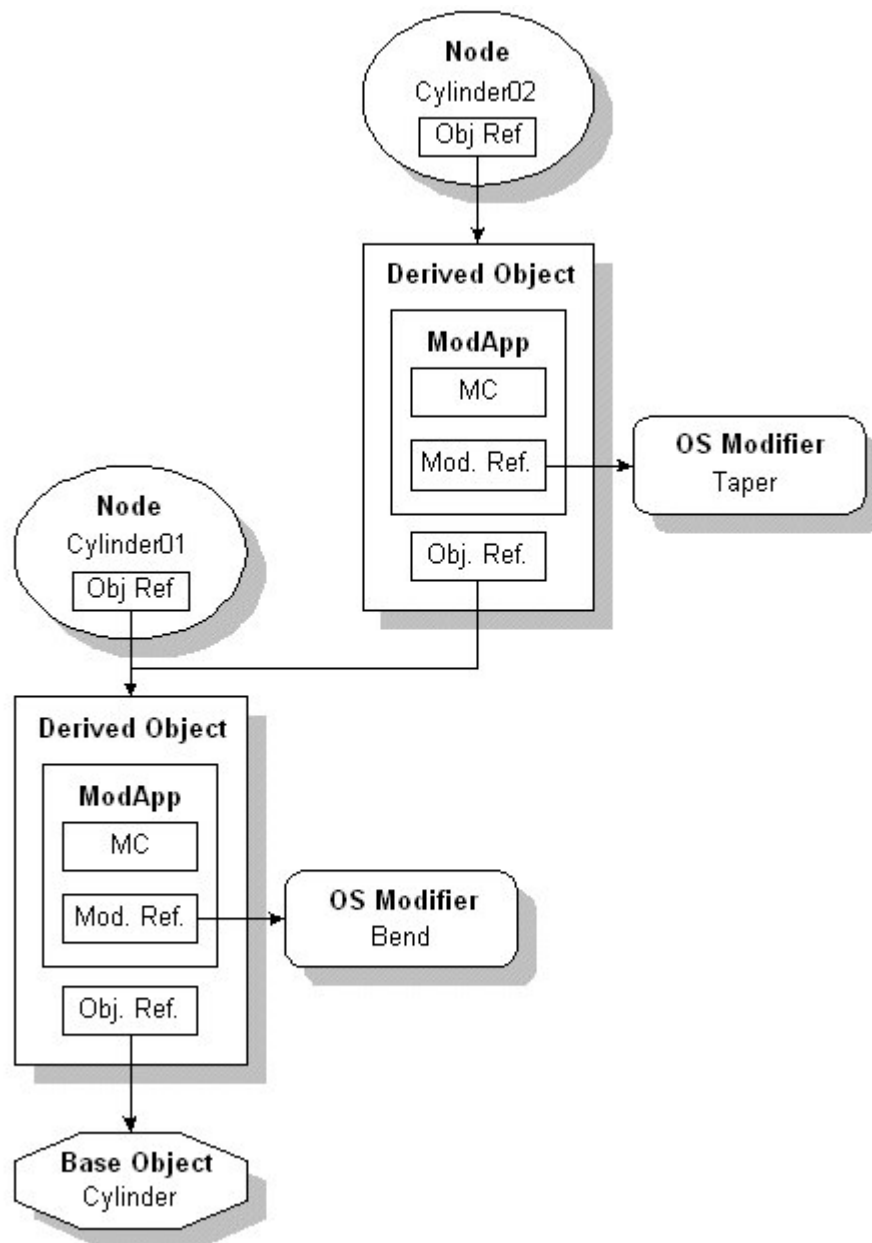 Node
Cylinder02
Obj Ref
Derived Object
ModApp
MC
Mod. Ref.
OS Modifier
Taper
Obj. Ref.
Node
Cylinder01
Obj Ref
Derived Object
ModApp
MC
Mod. Ref.
OS Modifier
Bend
Obj. Ref.
Base Object
Cylinder